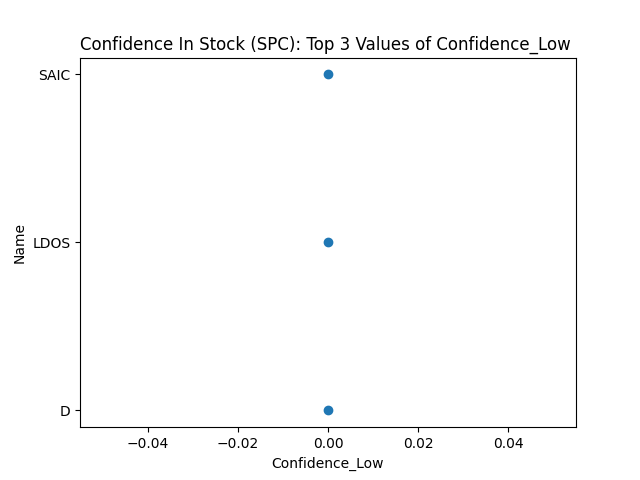 Confidence In Stock (SPC): Top 3 Values of Confidence_Low
SAIC
LDOS
D
Name
−0.04
−0.02
0.00
0.02
0.04
Confidence_Low